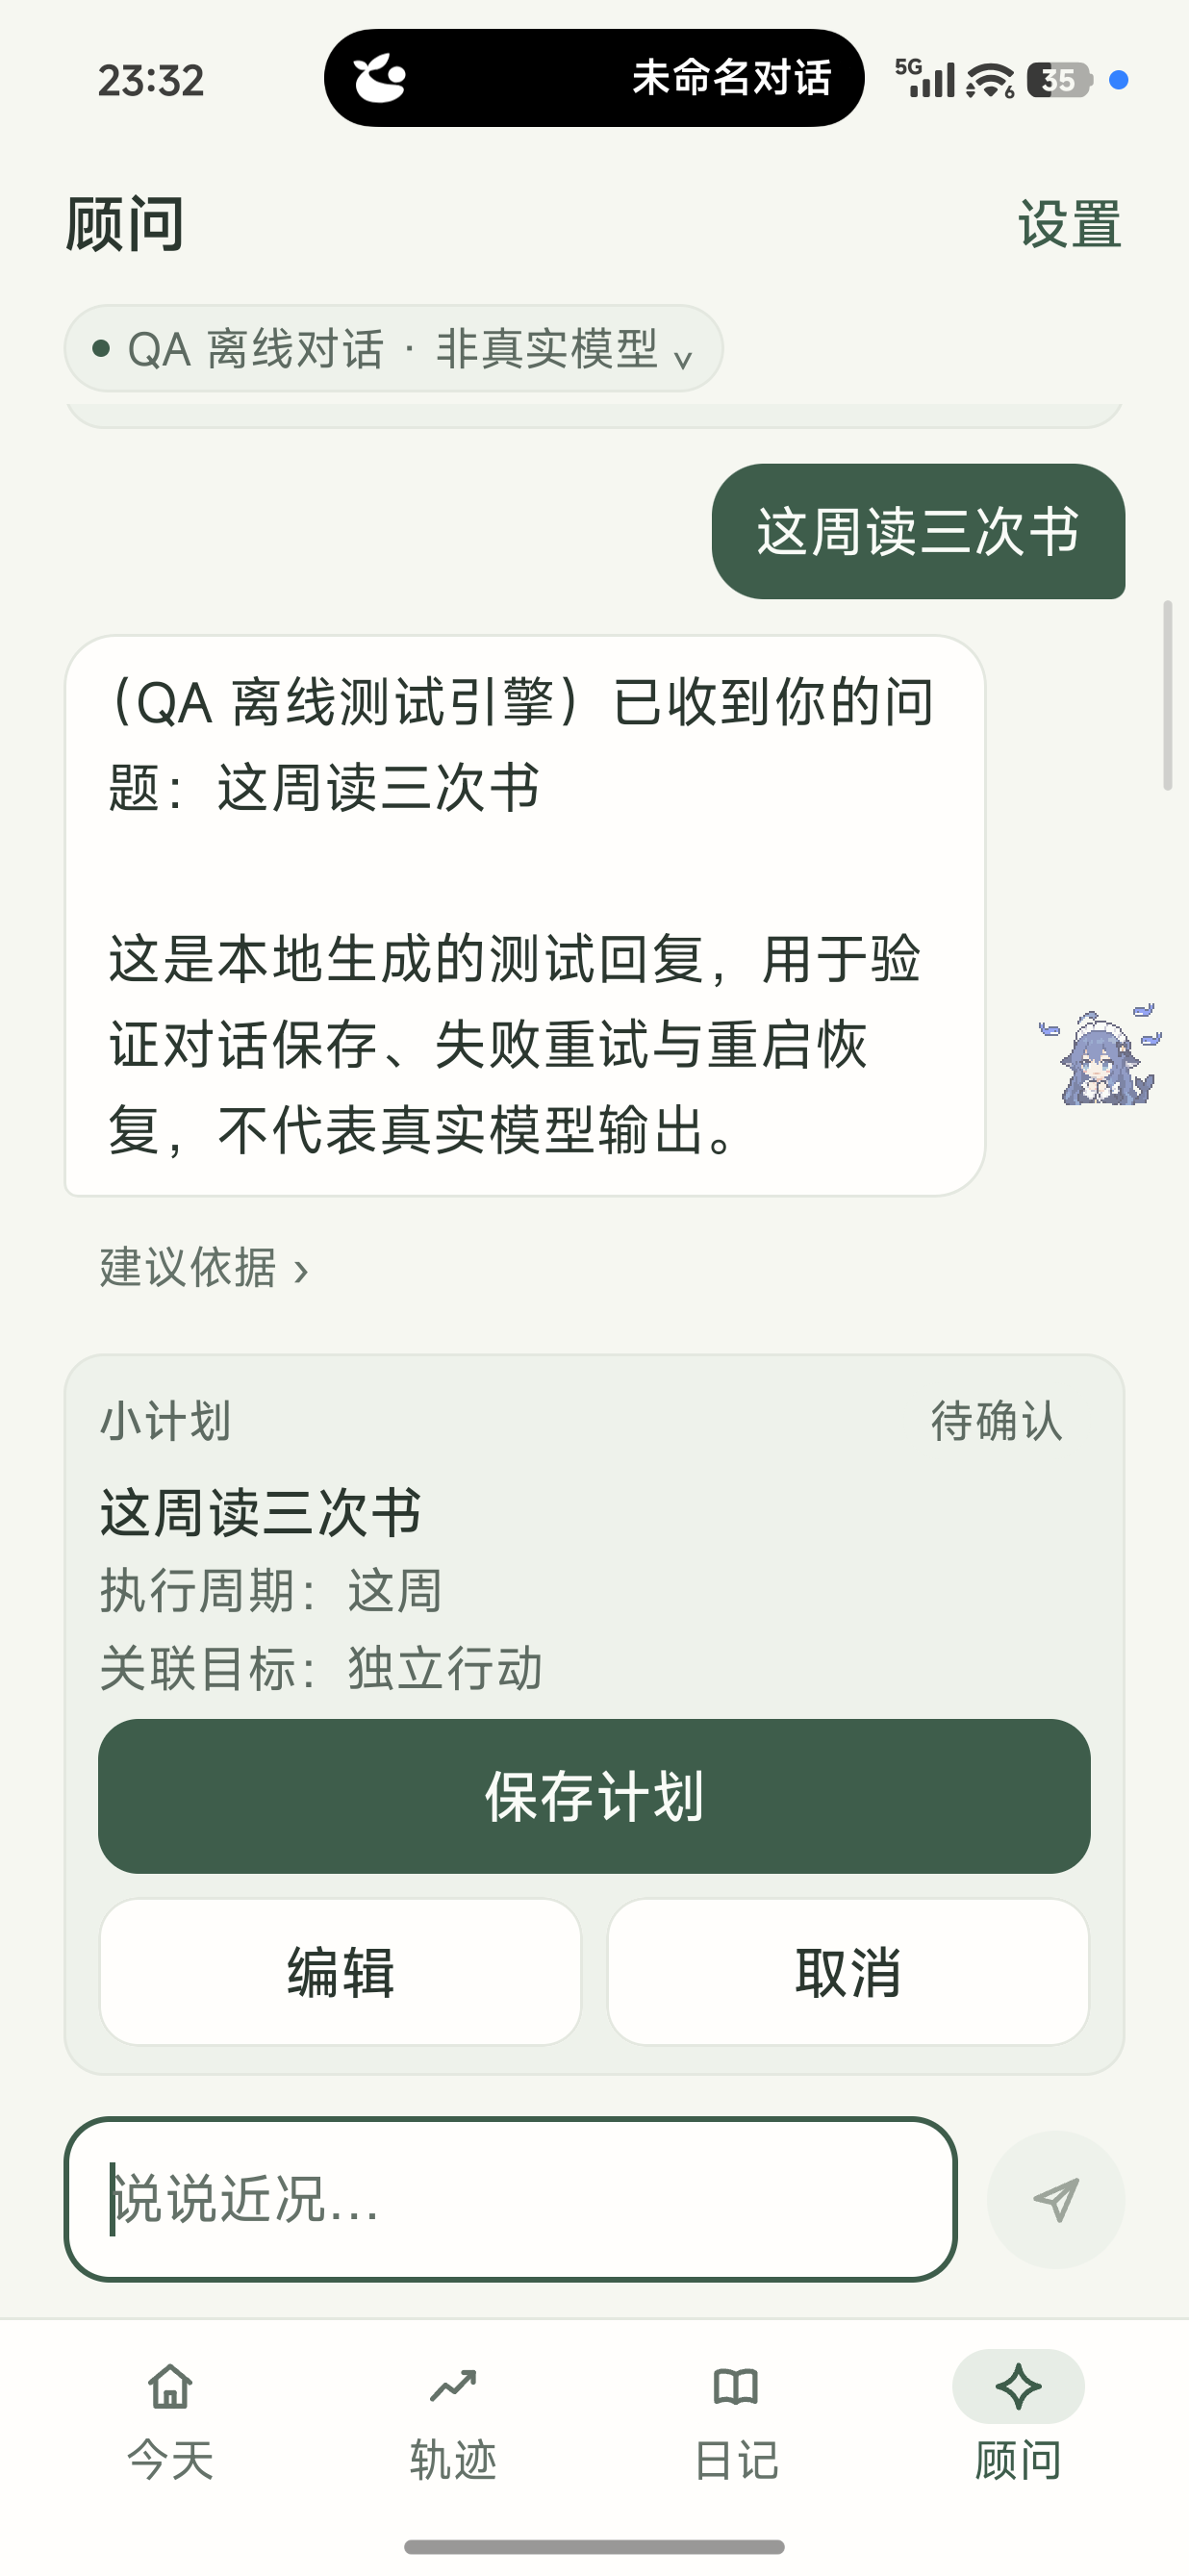 23:32
未命名对话
5G
6
35
顾问
设置
QA 离线对话 · 非真实模型
这周读三次书
（QA 离线测试引擎）已收到你的问
题：这周读三次书
这是本地生成的测试回复，用于验
证对话保存、失败重试与重启恢
复，不代表真实模型输出。
建议依据 ›
小计划
待确认
这周读三次书
执行周期：这周
关联目标：独立行动
保存计划
编辑
取消
说说近况...
今天
轨迹
日记
顾问